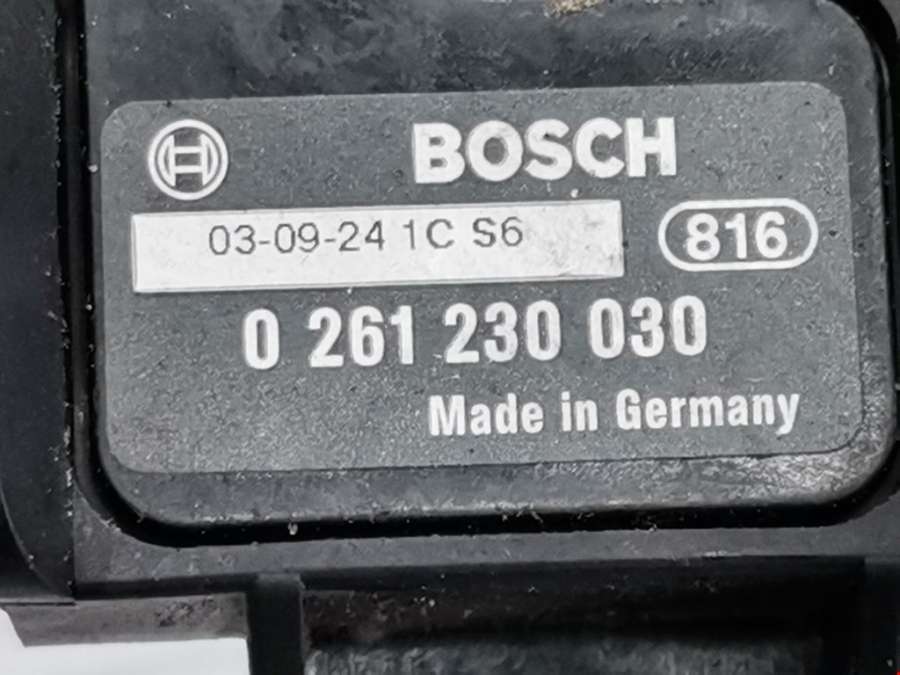 BOSCH
03-09-24 1C S6
816
0 261 230 030
Made in Germany